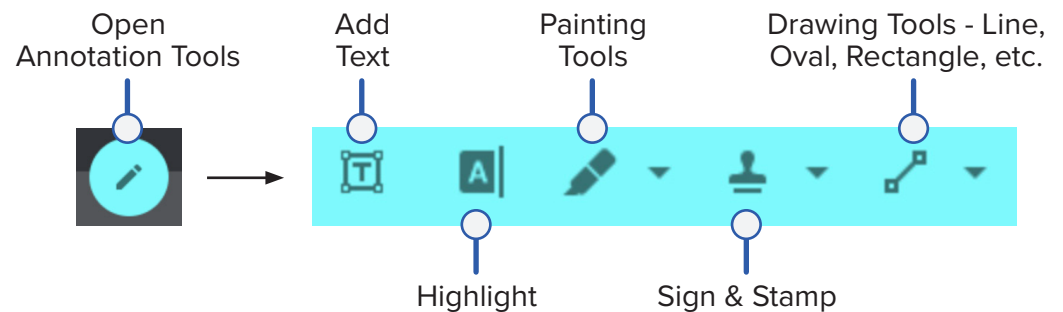 Open
Annotation Tools
Add
Text
Painting
Tools
Drawing Tools - Line,
Oval, Rectangle, etc.
T
A
Highlight
Sign & Stamp